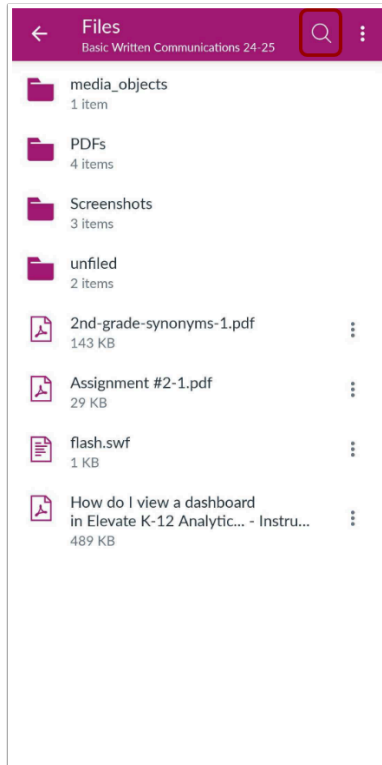 Files
Basic Written Communications 24-25
media_objects
1 item
PDFs
4 items
Screenshots
3 items
unfiled
2 items
2nd-grade-synonyms-1.pdf
143 KB
Assignment #2-1.pdf
29 KB
flash.swf
1 KB
How do I view a dashboard
in Elevate K-12 Analytic... - Instru...
489 KB